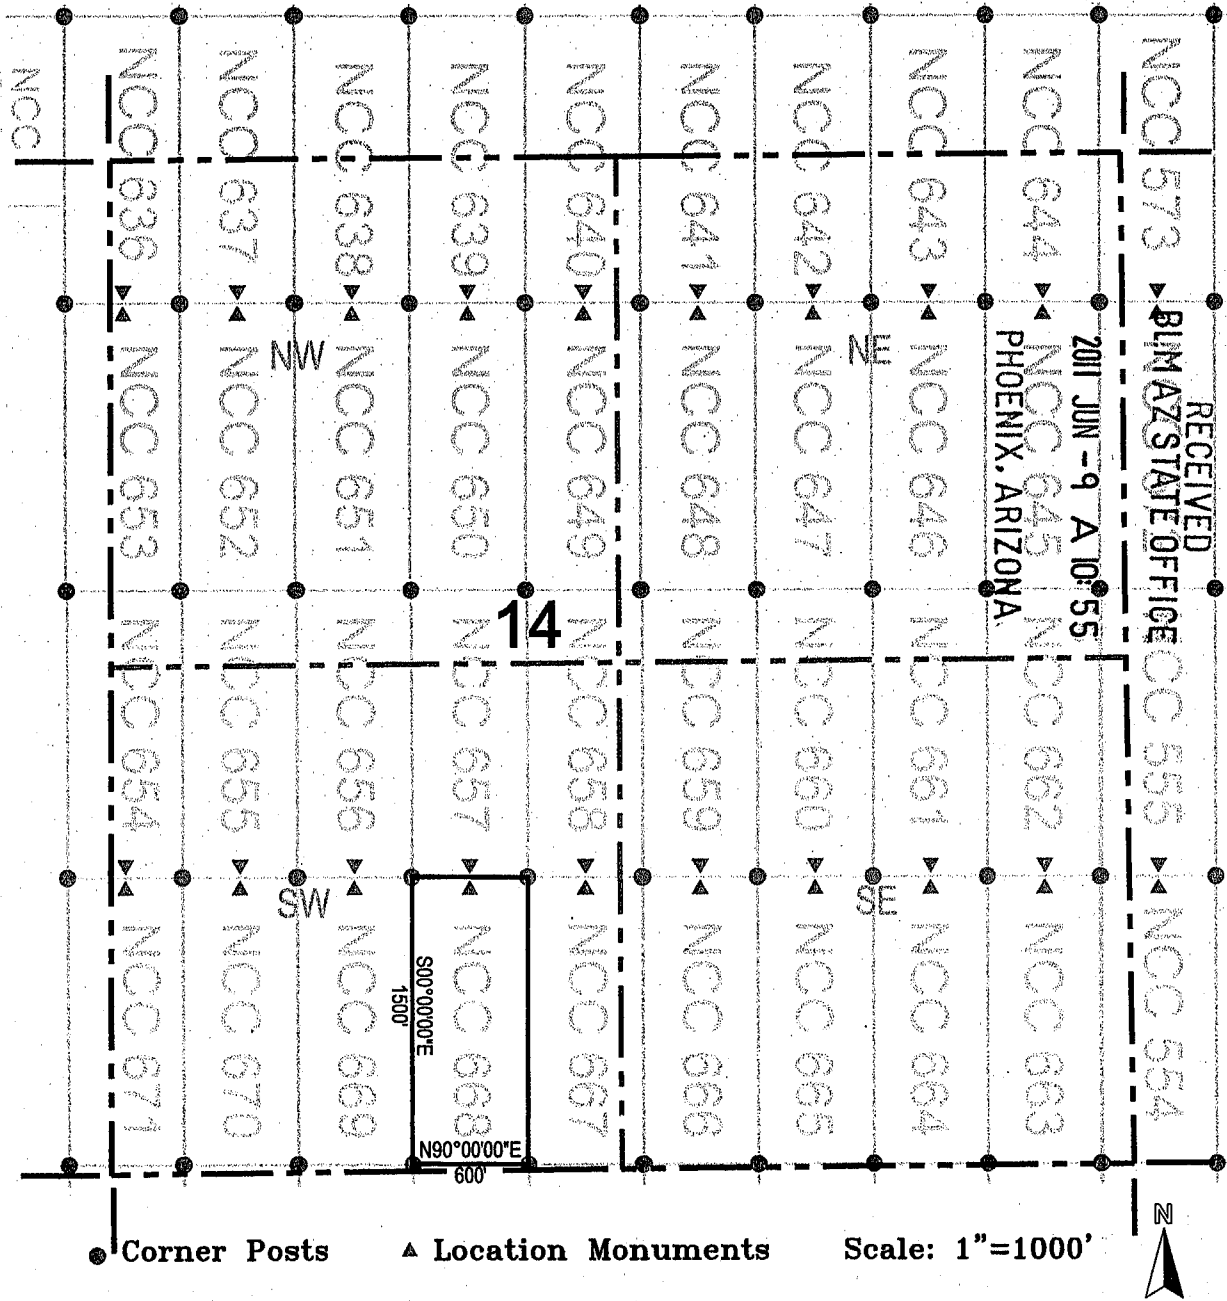 NCC
NCC 636
NCC 637
NCC 638
NCC 639
NCC 640
NCC 641
NCC 642
NCC 643
NCC 644
NCC 573
NW
NE
NCC 653
NCC 652
NCC 651
NCC 650
NCC 649
NCC 648
NCC 647
NCC 646
NCC 645
RECEIVED
BLM AZ STATE OFFICE
2011 JUN -9 A 10:55
PHOENIX, ARIZONA
14
NCC 654
NCC 655
NCC 656
NCC 657
NCC 658
NCC 659
NCC 660
NCC 661
NCC 662
NCC 555
SW
SE
NCC 671
NCC 670
NCC 669
NCC 668
NCC 667
NCC 666
NCC 665
NCC 664
NCC 663
NCC 554
S00°00'00"E
1500'
N90°00'00"E
600'
Corner Posts
Location Monuments
Scale: 1"=1000'
N